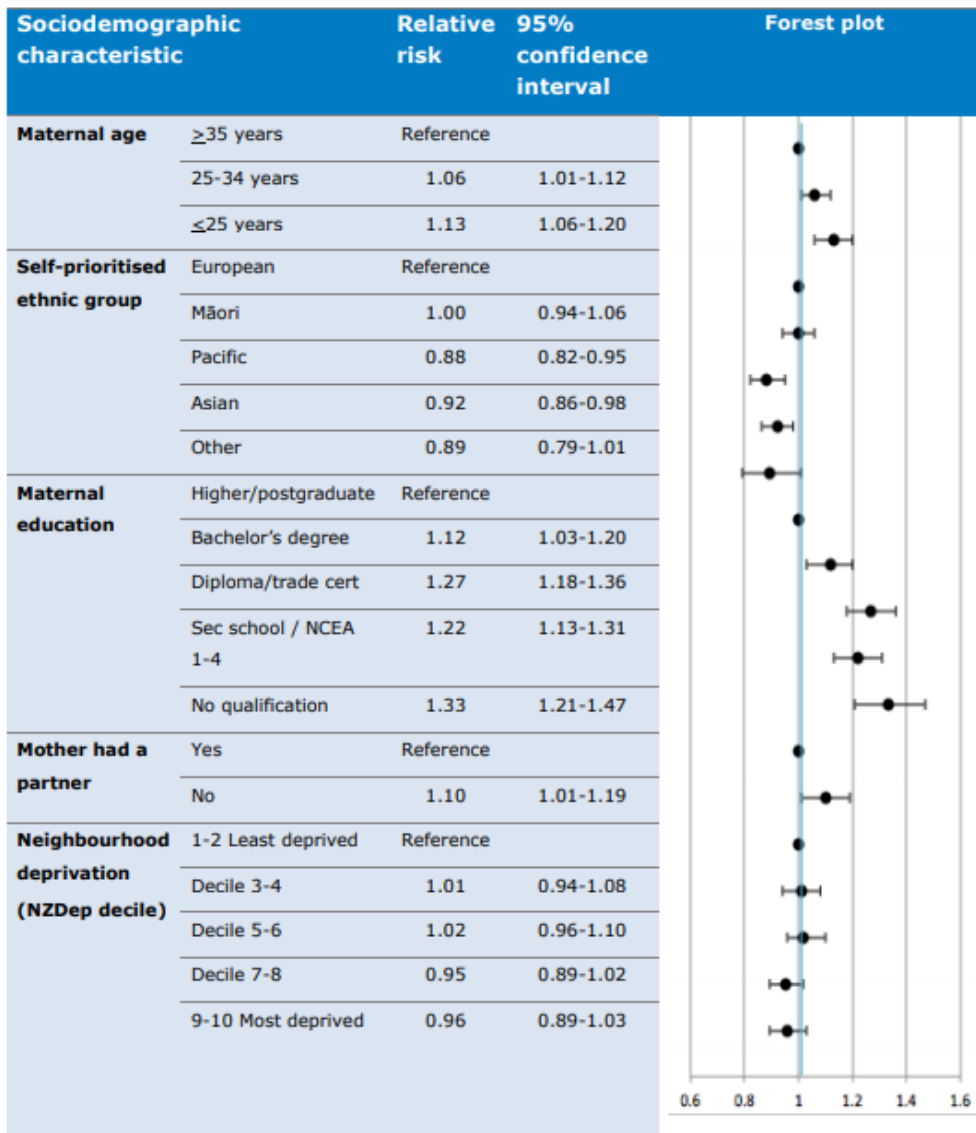 Sociodemographic characteristic Relative risk 95% confidence interval Forest plot
Maternal age ≥35 years Reference
25-34 years 1.06 1.01-1.12
≤25 years 1.13 1.06-1.20
Self-prioritised ethnic group European Reference
Māori 1.00 0.94-1.06
Pacific 0.88 0.82-0.95
Asian 0.92 0.86-0.98
Other 0.89 0.79-1.01
Maternal education Higher/postgraduate Reference
Bachelor's degree 1.12 1.03-1.20
Diploma/trade cert 1.27 1.18-1.36
Sec school / NCEA 1-4 1.22 1.13-1.31
No qualification 1.33 1.21-1.47
Mother had a partner Yes Reference
No 1.10 1.01-1.19
Neighbourhood deprivation (NZDep decile) 1-2 Least deprived Reference
Decile 3-4 1.01 0.94-1.08
Decile 5-6 1.02 0.96-1.10
Decile 7-8 0.95 0.89-1.02
9-10 Most deprived 0.96 0.89-1.03
0.6 0.8 1 1.2 1.4 1.6